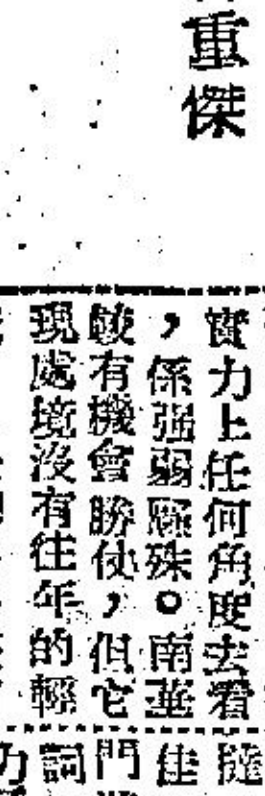 重傑
實力上任何角度去看
，係强弱懸殊。南華
較有機會勝仗，但它
現處境沒有往年的輕
隨
佳
門
詞